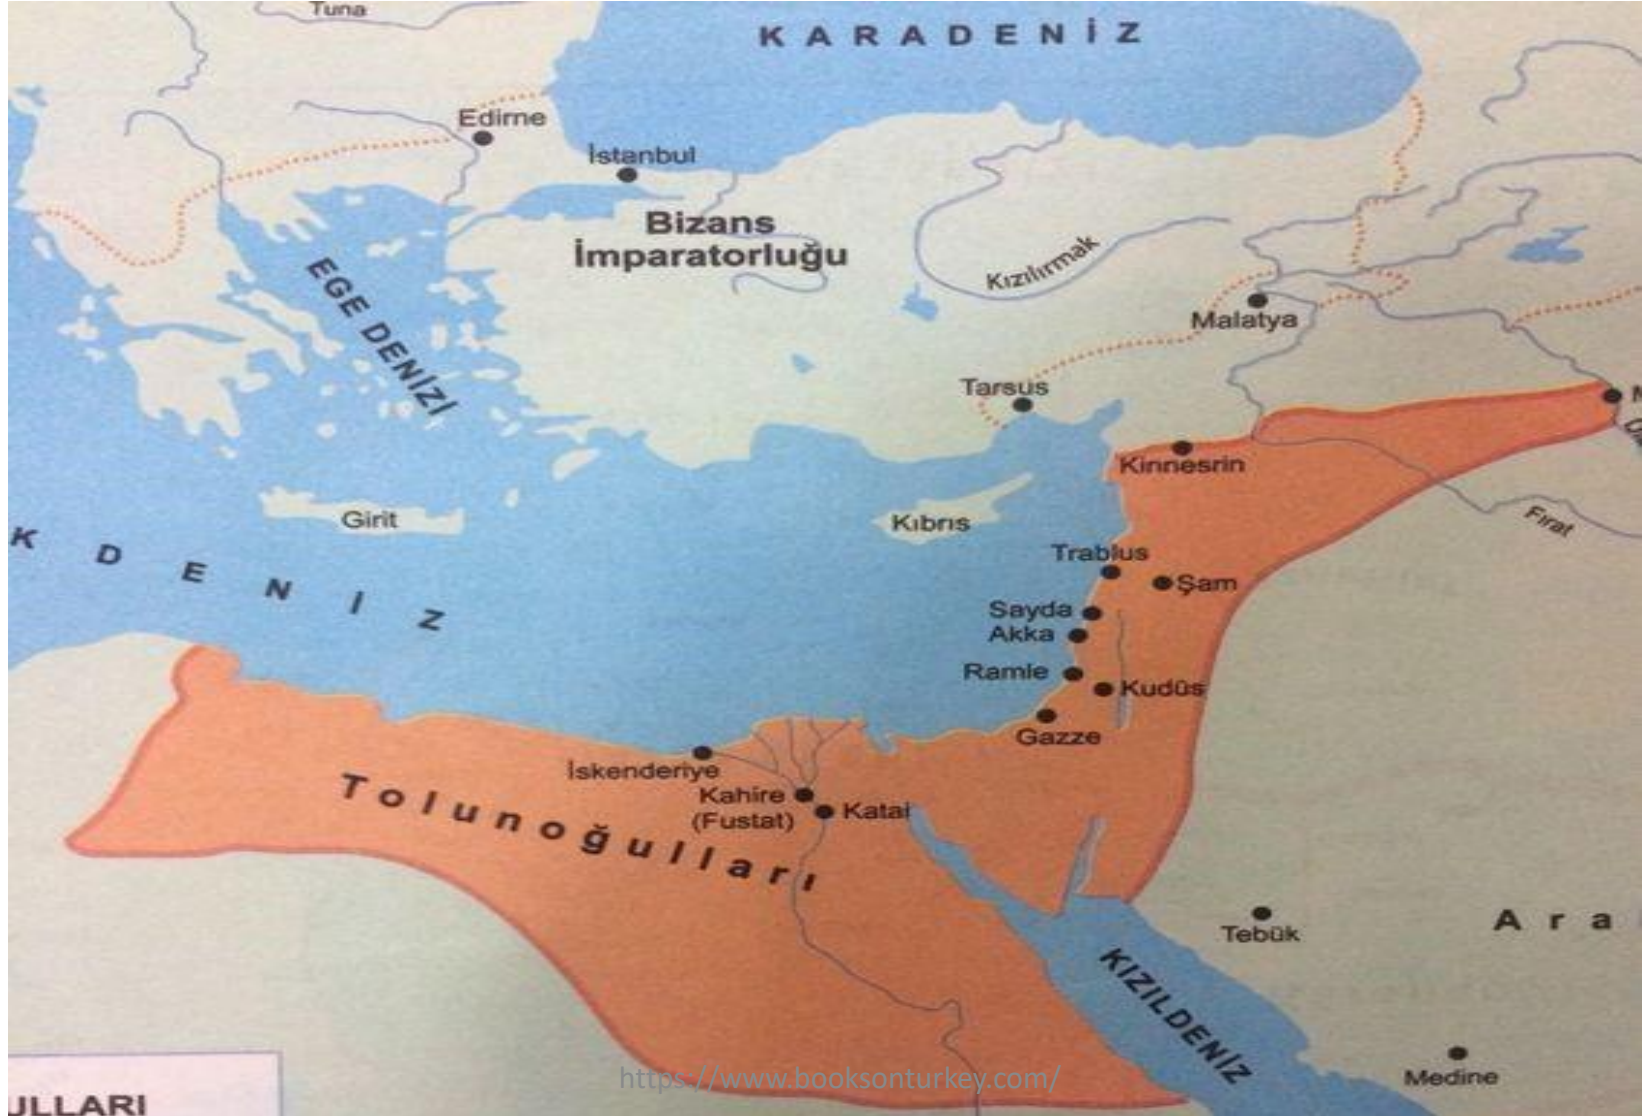 Tuna
KARADENİZ
Edirne
İstanbul
Bizans
İmparatorluğu
EGE DENİZİ
Kızılırmak
Malatya
Tarsus
Kinnesrin
Girit
Kıbrıs
KDENİZ
Fırat
Trablus
Şam
Sayda
Akka
Ramle
Kudüs
Gazze
İskenderiye
Kahire
(Fustat)
Katai
Tolunoğulları
Tebük
Ara
KIZILDENİZ
Medine
https://www.booksonturkey.com/
ULLARI